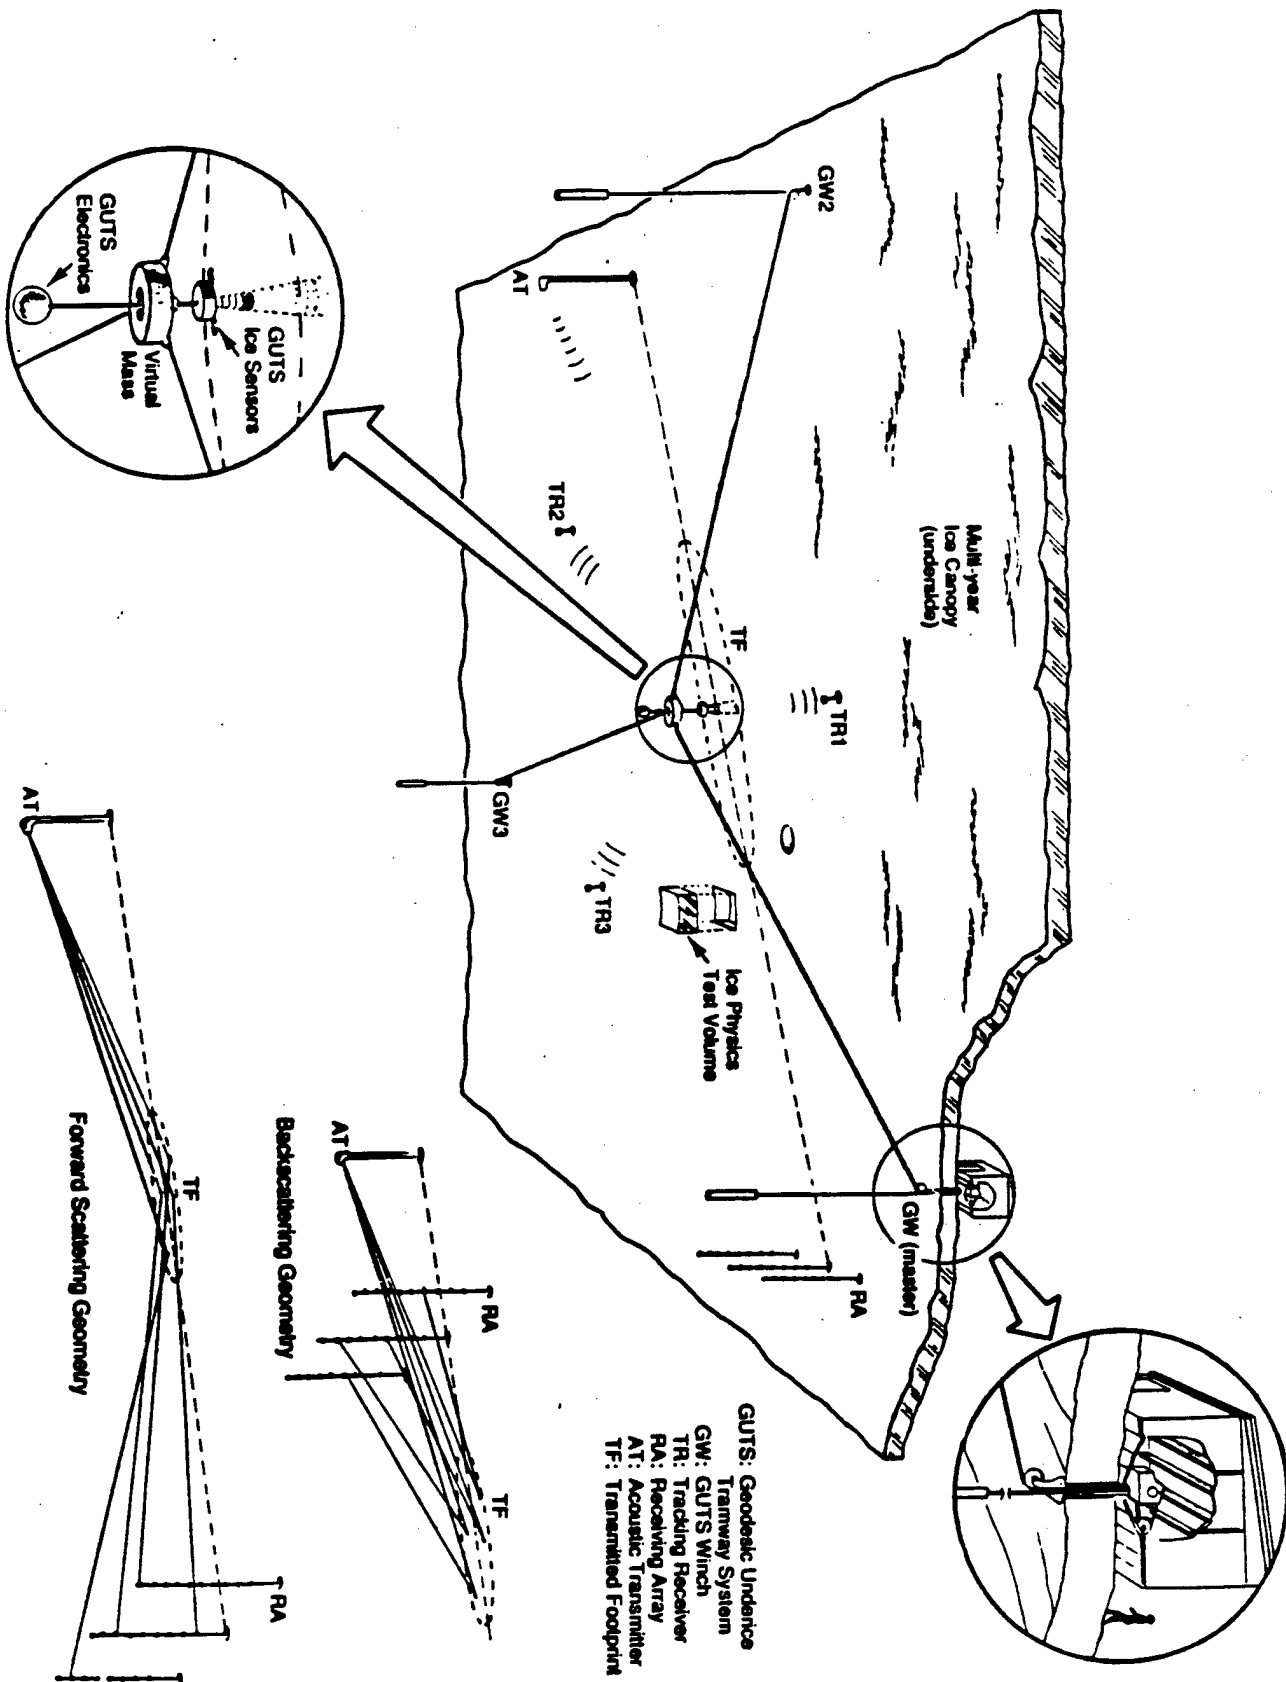 GW2
AT
TR2
TF
Multi-year
Ice Canopy
(underside)
TR1
GW3
TR3
Ice Physics
Test Volume
GW (master)
RA
GUTS
Electronics
Virtual
Mass
GUTS
Ice Sensors
AT
TF
RA
Forward Scattering Geometry
AT
RA
TF
Backscattering Geometry
GUTS: Geodesic Underice
Tramway System
GW: GUTS Winch
TR: Tracking Receiver
RA: Receiving Array
AT: Acoustic Transmitter
TF: Transmitted Footprint